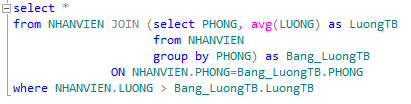 select *
from NHANVIEN JOIN (select PHONG, avg(LUONG) as LuongTB
from NHANVIEN
group by PHONG) as Bang_LuongTB
ON NHANVIEN.PHONG=Bang_LuongTB.PHONG
where NHANVIEN.LUONG > Bang_LuongTB.LuongTB